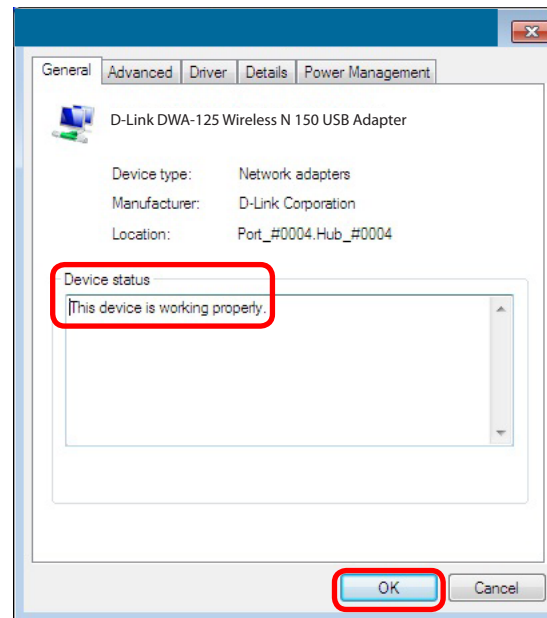 General Advanced Driver Details Power Management
D-Link DWA-125 Wireless N 150 USB Adapter
Device type: Network adapters
Manufacturer: D-Link Corporation
Location: Port_#0004.Hub_#0004
Device status
This device is working properly.
OK Cancel